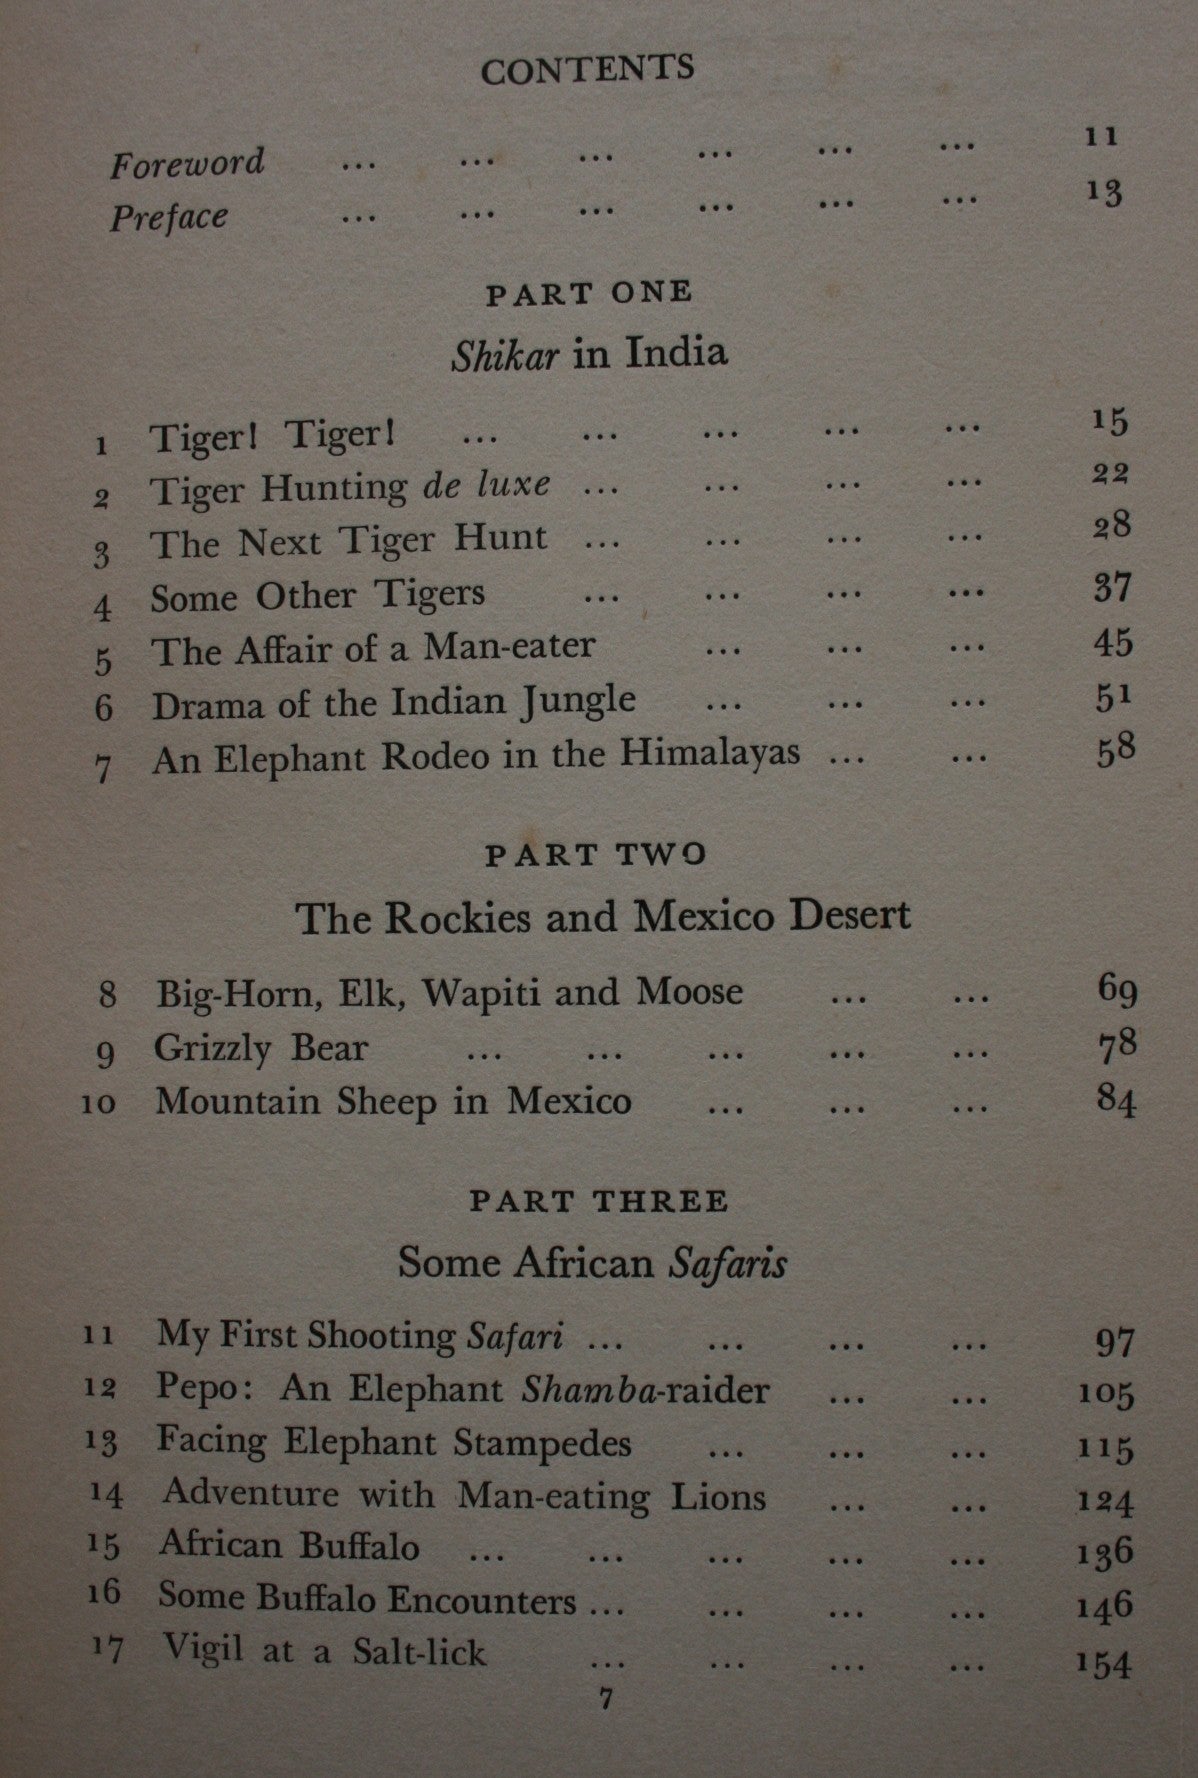 CONTENTS
Foreword ... ... ... ... ... ... 11
Preface ... ... ... ... ... ... 13
PART ONE
Shikar in India
1 Tiger! Tiger! ... ... ... ... ... 15
2 Tiger Hunting de luxe ... ... ... ... 22
3 The Next Tiger Hunt ... ... ... ... 28
4 Some Other Tigers ... ... ... ... 37
5 The Affair of a Man-eater ... ... ... 45
6 Drama of the Indian Jungle ... ... ... 51
7 An Elephant Rodeo in the Himalayas ... ... 58
PART TWO
The Rockies and Mexico Desert
8 Big-Horn, Elk, Wapiti and Moose ... ... 69
9 Grizzly Bear ... ... ... ... ... 78
10 Mountain Sheep in Mexico ... ... ... 84
PART THREE
Some African Safaris
11 My First Shooting Safari ... ... ... ... 97
12 Pepo: An Elephant Shamba-raider ... ... 105
13 Facing Elephant Stampedes ... ... ... 115
14 Adventure with Man-eating Lions ... ... 124
15 African Buffalo ... ... ... ... ... 136
16 Some Buffalo Encounters ... ... ... ... 146
17 Vigil at a Salt-lick ... ... ... ... 154
7